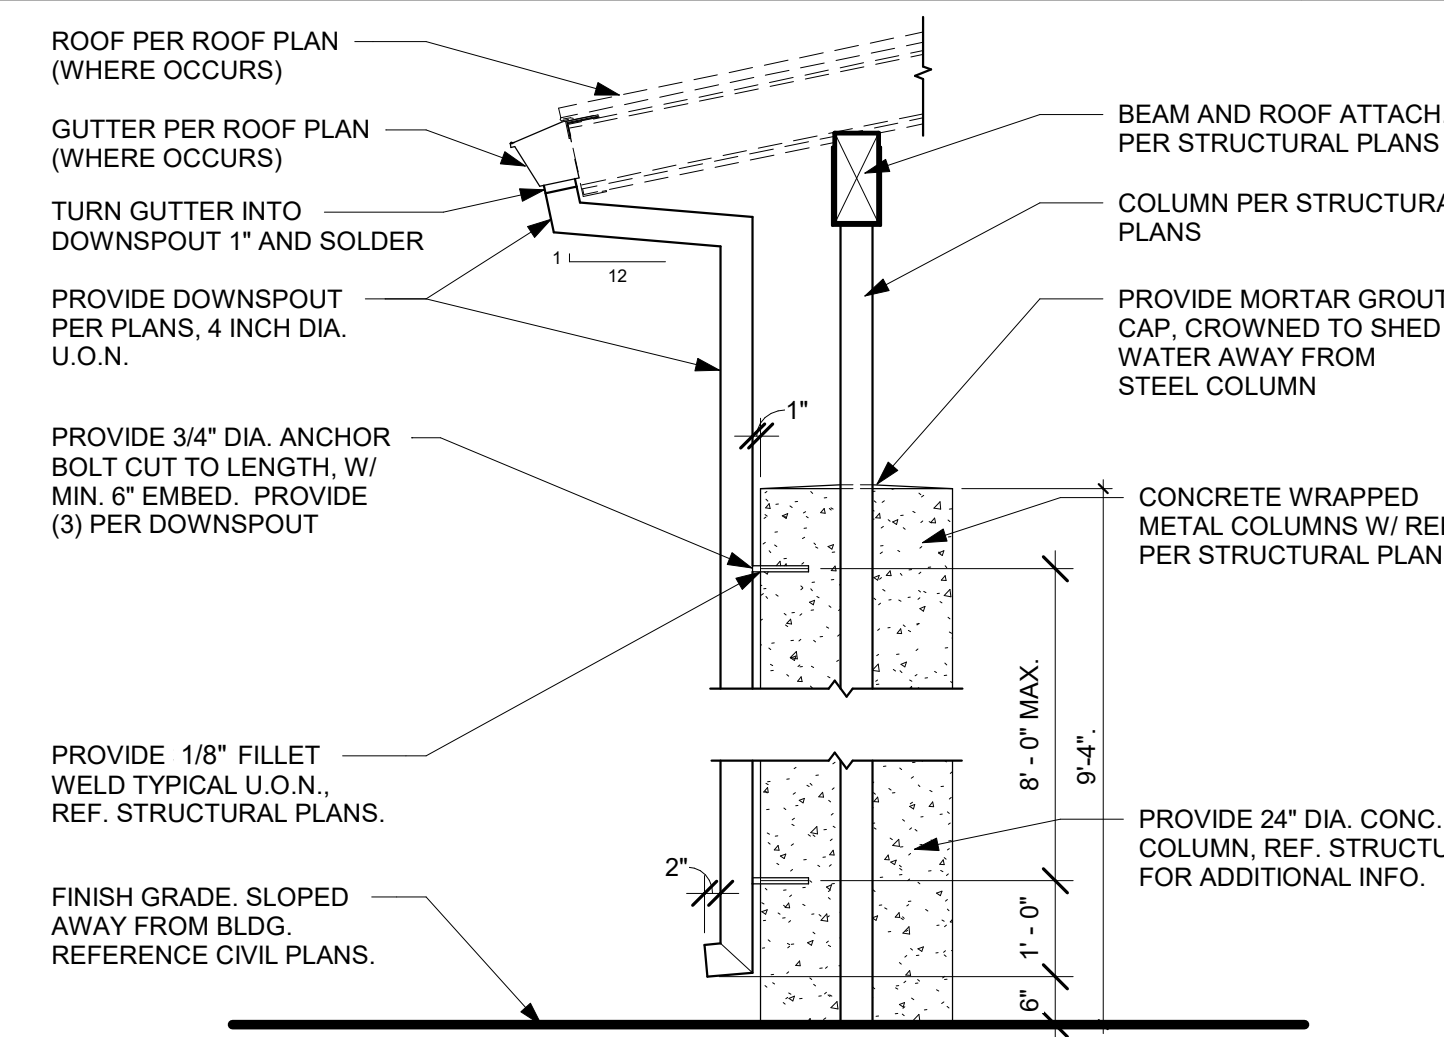 ROOF PER ROOF PLAN
(WHERE OCCURS)
GUTTER PER ROOF PLAN
(WHERE OCCURS)
TURN GUTTER INTO
DOWNSPOUT 1" AND SOLDER
1
12
PROVIDE DOWNSPOUT
PER PLANS, 4 INCH DIA.
U.O.N.
PROVIDE 3/4" DIA. ANCHOR
BOLT CUT TO LENGTH, W/
MIN. 6" EMBED. PROVIDE
(3) PER DOWNSPOUT
PROVIDE 1/8" FILLET
WELD TYPICAL U.O.N.,
REF. STRUCTURAL PLANS.
FINISH GRADE. SLOPED
AWAY FROM BLDG.
REFERENCE CIVIL PLANS.
1"
2"
BEAM AND ROOF ATTACH.
PER STRUCTURAL PLANS
COLUMN PER STRUCTURA
PLANS
PROVIDE MORTAR GROUT
CAP, CROWNED TO SHED
WATER AWAY FROM
STEEL COLUMN
CONCRETE WRAPPED
METAL COLUMNS W/ RE
PER STRUCTURAL PLAN
8' - 0" MAX.
9'-4".
PROVIDE 24" DIA. CONC.
COLUMN, REF. STRUCTU
FOR ADDITIONAL INFO.
1' - 0"
6"